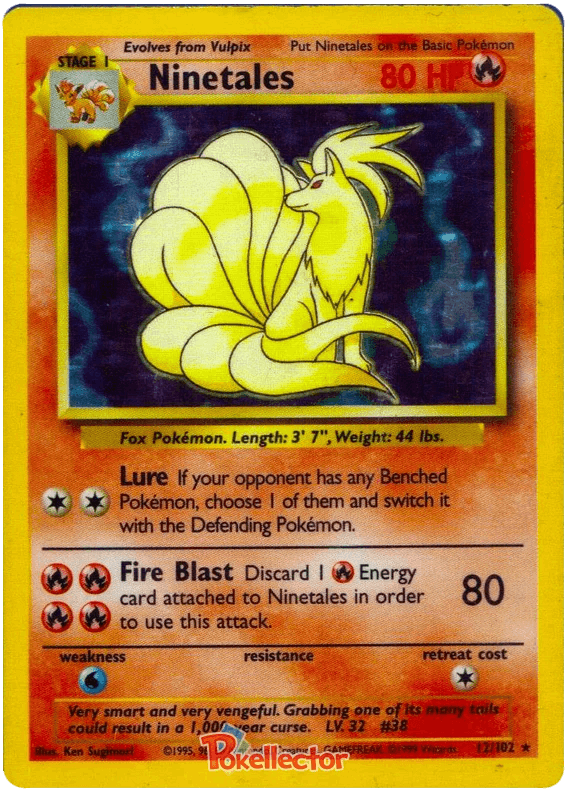 Evolves from Vulpix Put Ninetales on the Basic Pokémon
STAGE 1
Ninetales 80 HP
Fox Pokémon. Length: 3' 7", Weight: 44 lbs.
Lure If your opponent has any Benched
Pokémon, choose 1 of them and switch it
with the Defending Pokémon.
Fire Blast Discard 1 Energy
card attached to Ninetales in order
to use this attack.
80
weakness resistance retreat cost
Very smart and very vengeful. Grabbing one of its many tails
could result in a 1,000-year curse. LV. 32 #38
Illus. Ken Sugimori ©1995, 96, GAMEFREAK ©1999 Wizards. 12/102 ★
Pokellector